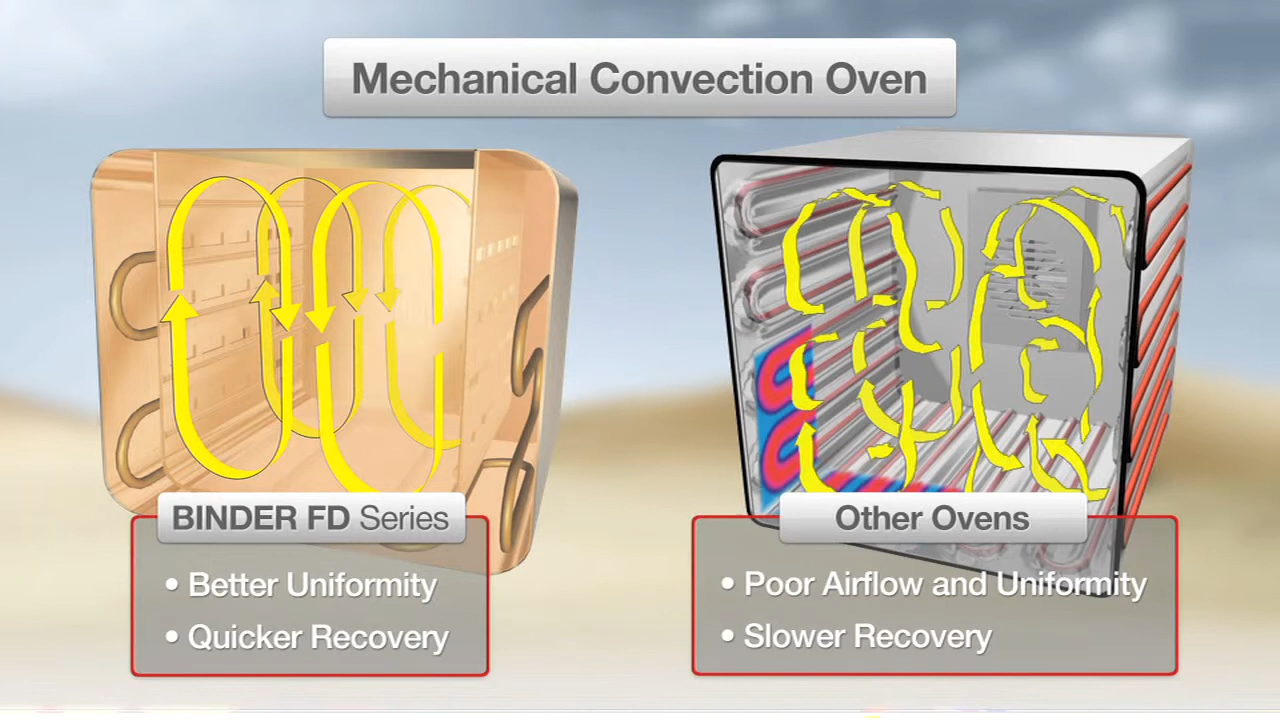 Mechanical Convection Oven
BINDER FD Series
• Better Uniformity
• Quicker Recovery
Other Ovens
• Poor Airflow and Uniformity
• Slower Recovery